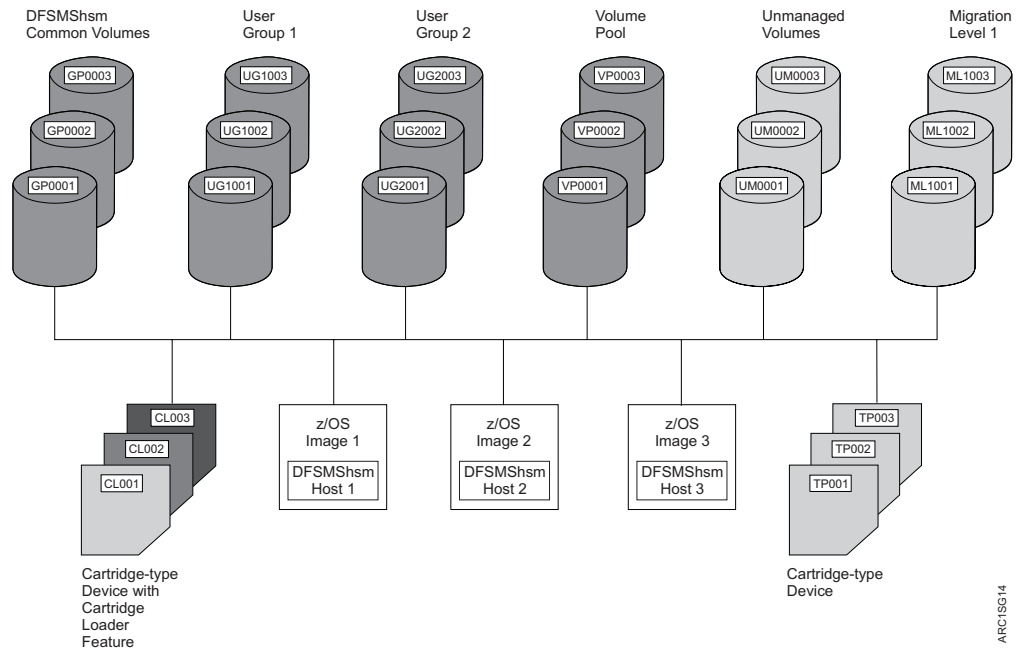 DFSMShsm
Common Volumes
User
Group 1
User
Group 2
Volume
Pool
Unmanaged
Volumes
Migration
Level 1
GP0003
UG1003
UG2003
VP0003
UM0003
ML1003
GP0002
UG1002
UG2002
VP0002
UM0002
ML1002
GP0001
UG1001
UG2001
VP0001
UM0001
ML1001
CL003
CL002
CL001
z/OS
Image 1
DFSMShsm
Host 1
z/OS
Image 2
DFSMShsm
Host 2
z/OS
Image 3
DFSMShsm
Host 3
TP003
TP002
TP001
Cartridge-type
Device with
Cartridge
Loader
Feature
Cartridge-type
Device
ARC1SG14